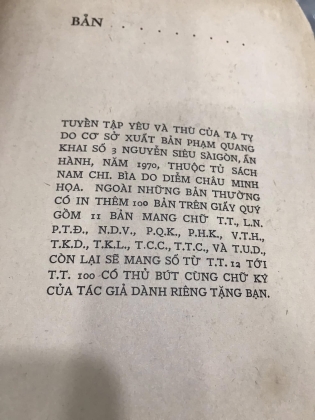 BẢN . . . . . . . . .
TUYỂN TẬP YÊU VÀ THÙ CỦA TẠ TỴ
DO CƠ SỞ XUẤT BẢN PHẠM QUANG
KHAI SỐ 3 NGUYỄN SIÊU SÀIGÒN, ẤN
HÀNH, NĂM 1970, THUỘC TỦ SÁCH
NAM CHI. BÌA DO DIỄM CHÂU MINH
HỌA. NGOÀI NHỮNG BẢN THƯỜNG
CÓ IN THÊM 100 BẢN TRÊN GIẤY QUÝ
GỒM 11 BẢN MANG CHỮ T.T., L.N.
P.T.Đ., N.D.V., P.Q.K., P.H.K., V.T.H.,
T.K.D., T.K.L., T.C.C., T.T.C., VÀ T.U.D.,
CÒN LẠI SẼ MANG SỐ TỪ T.T. 12 TỚI
T.T. 100 CÓ THỦ BÚT CÙNG CHỮ KÝ
CỦA TÁC GIẢ DÀNH RIÊNG TẶNG BẠN.